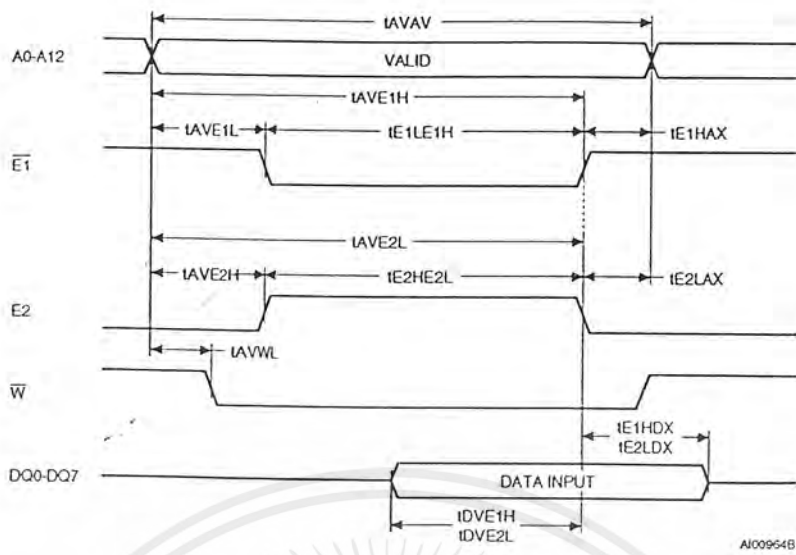 tAVAV
A0-A12
VALID
tAVE1H
tAVE1L
tE1LE1H
tE1HAX
E1
tAVE2L
tAVE2H
tE2HE2L
tE2LAX
E2
tAVWL
W
tE1HDX
tE2LDX
DQ0-DQ7
DATA INPUT
tDVE1H
tDVE2L
AI00964B